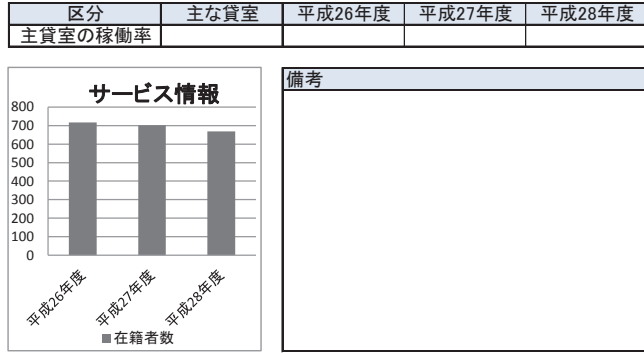 区分 主な貸室 平成26年度 平成27年度 平成28年度
主貸室の稼働率
サービス情報
800
700
600
500
400
300
200
100
0
平成26年度 平成27年度 平成28年度
■在籍者数
備考